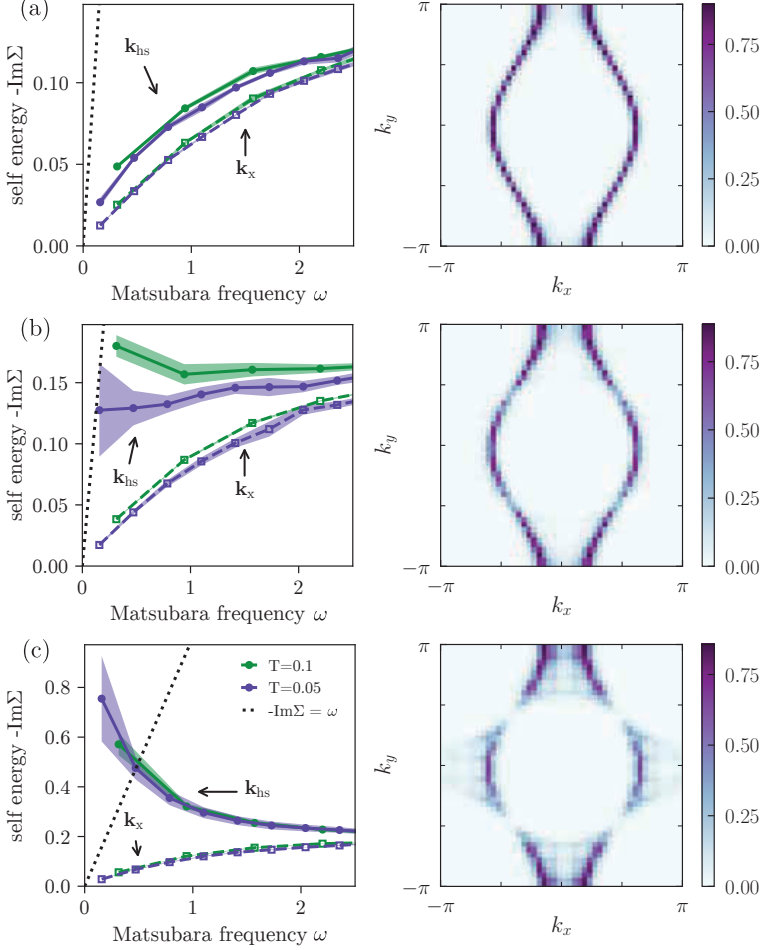 (a)
self energy -ImΣ
0.10
0.05
0.00
k_hs
k_x
0
1
2
Matsubara frequency ω
π
k_y
−π
−π
π
k_x
0.75
0.50
0.25
0.00
(b)
self energy -ImΣ
0.15
0.10
0.05
0.00
k_hs
k_x
0
1
2
Matsubara frequency ω
π
k_y
−π
−π
π
k_x
0.75
0.50
0.25
0.00
(c)
self energy -ImΣ
0.8
0.6
0.4
0.2
0.0
T=0.1
T=0.05
-ImΣ = ω
k_hs
k_x
0
1
2
Matsubara frequency ω
π
k_y
−π
−π
π
k_x
0.75
0.50
0.25
0.00